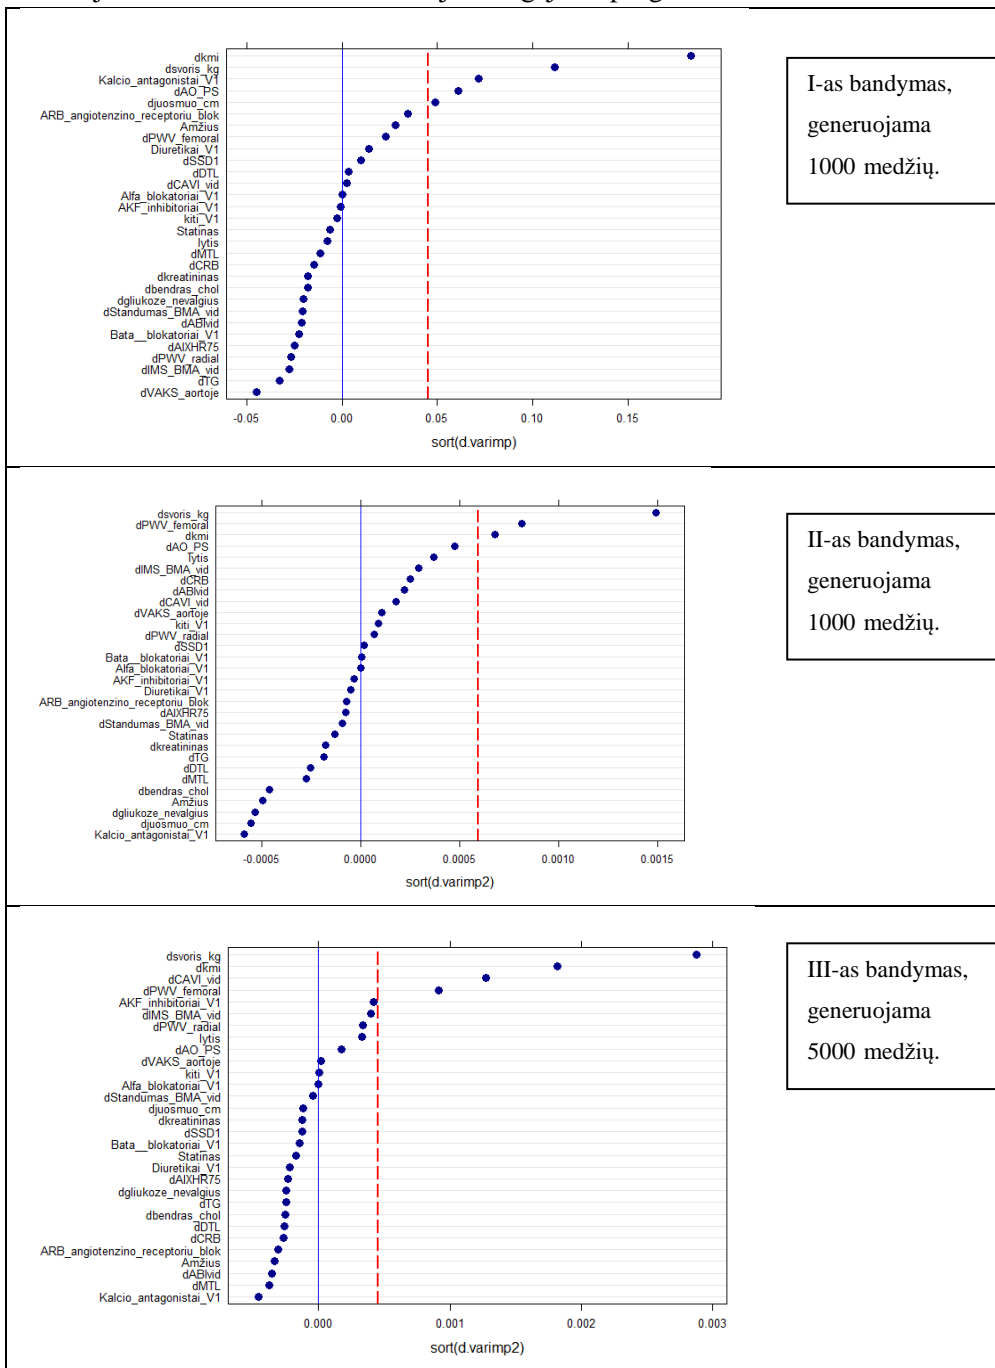 dkmi
dsvoris_kg
Kalcio_antagonistai_V1
dAO_PS
djuosmuo_cm
ARB_angiotenzino_receptoriu_blok
Amžius
dPWV_femoral
Diuretikai_V1
dSSD1
dDTL
dCAVI_vid
Alfa_blokatoriai_V1
AKF_inhibitoriai_V1
kiti_V1
Statinas
lytis
dMTL
dCRB
dkreatininas
dbendras_chol
dgliukoze_nevalgius
dStandumas_BMA_vid
dABIvid
Bata__blokatoriai_V1
dAIXHR75
dPWV_radial
dIMS_BMA_vid
dTG
dVAKS_aortoje
-0.05 0.00 0.05 0.10 0.15
sort(d.varimp)
I-as bandymas,
generuojama
1000 medžių.
dsvoris_kg
dPWV_femoral
dkmi
dAO_PS
lytis
dIMS_BMA_vid
dCRB
dABIvid
dCAVI_vid
dVAKS_aortoje
kiti_V1
dPWV_radial
dSSD1
Bata__blokatoriai_V1
Alfa_blokatoriai_V1
AKF_inhibitoriai_V1
Diuretikai_V1
ARB_angiotenzino_receptoriu_blok
dAIXHR75
dStandumas_BMA_vid
Statinas
dkreatininas
dTG
dDTL
dMTL
dbendras_chol
Amžius
dgliukoze_nevalgius
djuosmuo_cm
Kalcio_antagonistai_V1
-0.0005 0.0000 0.0005 0.0010 0.0015
sort(d.varimp2)
II-as bandymas,
generuojama
1000 medžių.
dsvoris_kg
dkmi
dCAVI_vid
dPWV_femoral
AKF_inhibitoriai_V1
dIMS_BMA_vid
dPWV_radial
lytis
dAO_PS
dVAKS_aortoje
kiti_V1
Alfa_blokatoriai_V1
dStandumas_BMA_vid
djuosmuo_cm
dkreatininas
dSSD1
Bata__blokatoriai_V1
Statinas
Diuretikai_V1
dAIXHR75
dgliukoze_nevalgius
dTG
dbendras_chol
dDTL
dCRB
ARB_angiotenzino_receptoriu_blok
Amžius
dABIvid
dMTL
Kalcio_antagonistai_V1
0.000 0.001 0.002 0.003
sort(d.varimp2)
III-as bandymas,
generuojama
5000 medžių.